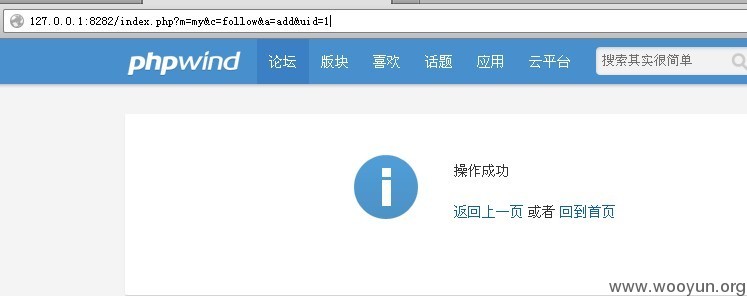 127.0.0.1:8282/index.php?m=my&c=follow&a=add&uid=1
phpwind 论坛 版块 喜欢 话题 应用 云平台 搜索其实很简单
操作成功
返回上一页 或者 回到首页
www.wooyun.org